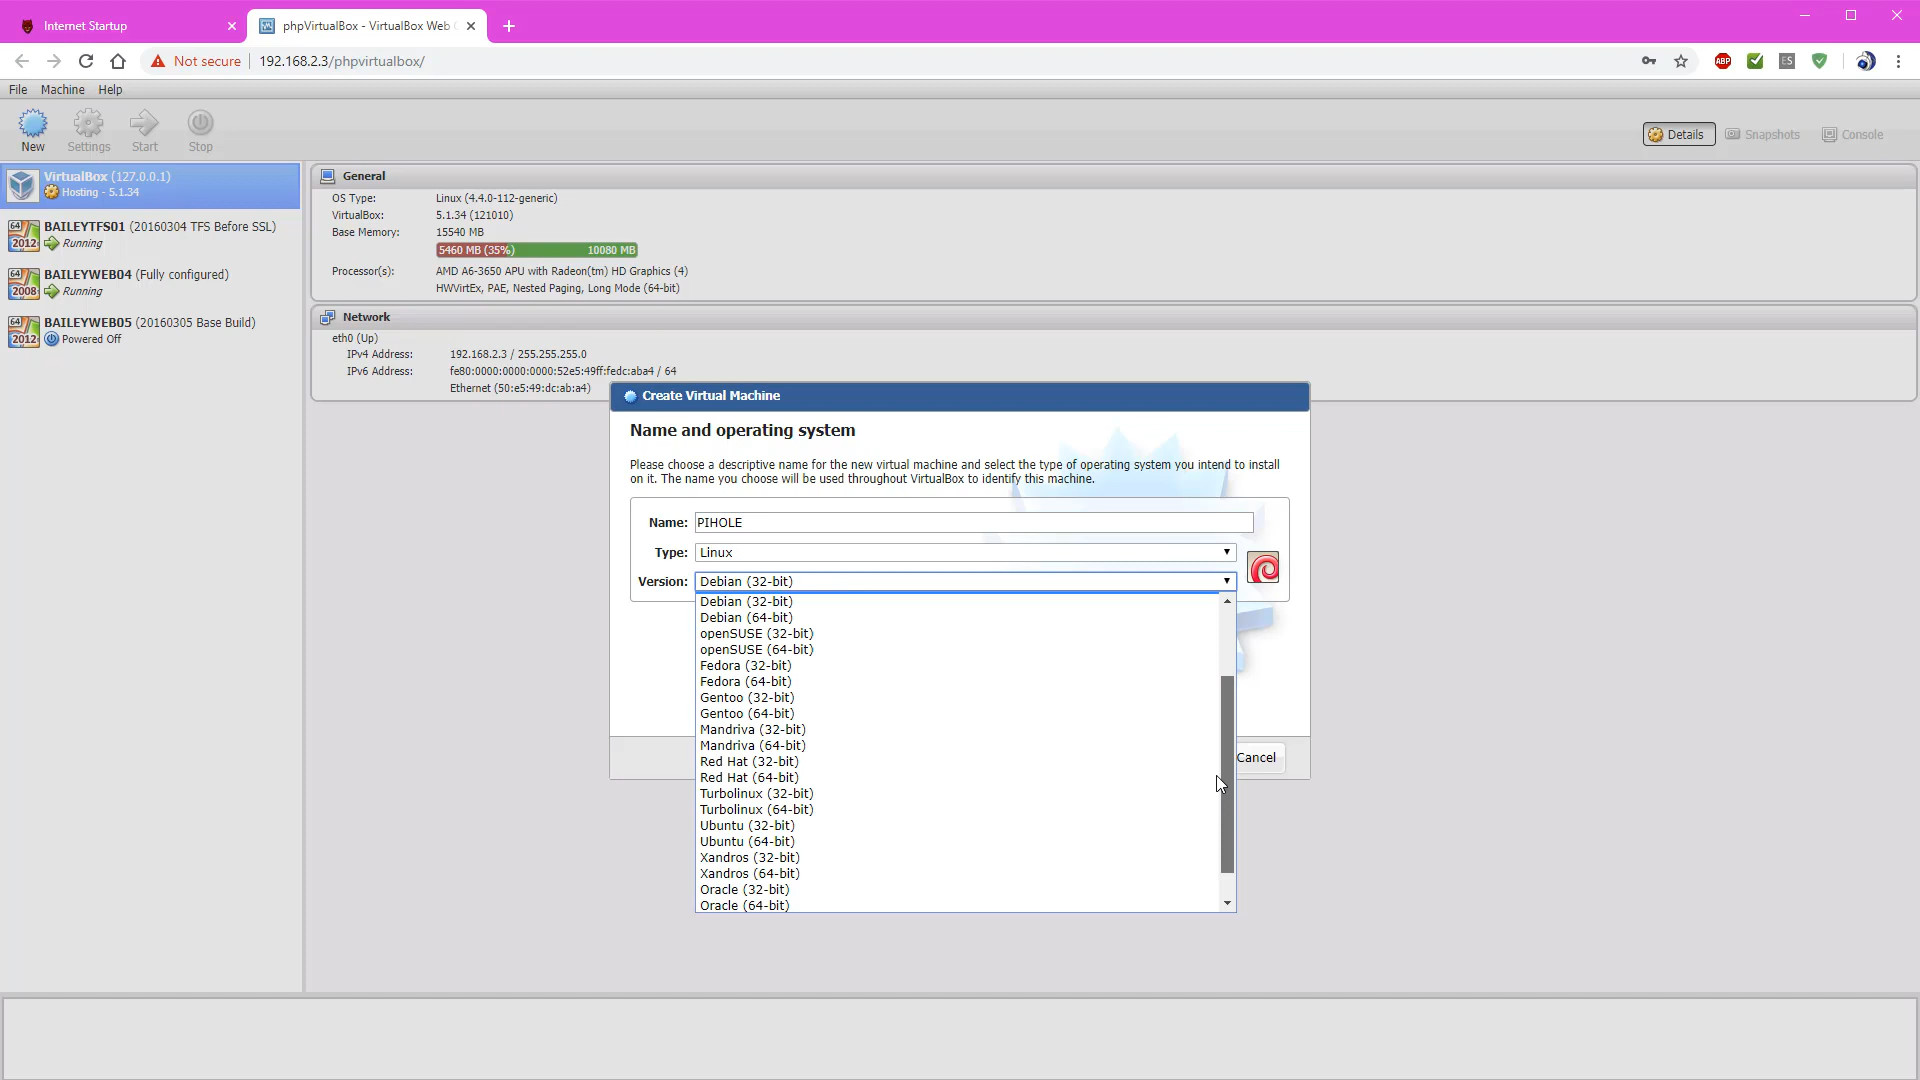 Internet Startup
phpVirtualBox - VirtualBox Web
Not secure
192.168.2.3/phpvirtualbox/
ABP
ES
File
Machine
Help
New
Settings
Start
Stop
Details
Snapshots
Console
VirtualBox (127.0.0.1)
Hosting - 5.1.34
64
2012
BAILEYTFS01 (20160304 TFS Before SSL)
Running
64
2008
BAILEYWEB04 (Fully configured)
Running
64
2012
BAILEYWEB05 (20160305 Base Build)
Powered Off
General
OS Type: Linux (4.4.0-112-generic)
VirtualBox: 5.1.34 (121010)
Base Memory: 15540 MB
5460 MB (35%) 10080 MB
Processor(s): AMD A6-3650 APU with Radeon(tm) HD Graphics (4)
HWVirtEx, PAE, Nested Paging, Long Mode (64-bit)
Network
eth0 (Up)
IPv4 Address: 192.168.2.3 / 255.255.255.0
IPv6 Address: fe80:0000:0000:0000:52e5:49ff:fedc:aba4 / 64
Ethernet (50:e5:49:dc:ab:a4)
Create Virtual Machine
Name and operating system
Please choose a descriptive name for the new virtual machine and select the type of operating system you intend to install
on it. The name you choose will be used throughout VirtualBox to identify this machine.
Name: PIHOLE
Type: Linux
Version: Debian (32-bit)
Debian (32-bit)
Debian (64-bit)
openSUSE (32-bit)
openSUSE (64-bit)
Fedora (32-bit)
Fedora (64-bit)
Gentoo (32-bit)
Gentoo (64-bit)
Mandriva (32-bit)
Mandriva (64-bit)
Red Hat (32-bit)
Red Hat (64-bit)
Turbolinux (32-bit)
Turbolinux (64-bit)
Ubuntu (32-bit)
Ubuntu (64-bit)
Xandros (32-bit)
Xandros (64-bit)
Oracle (32-bit)
Oracle (64-bit)
Cancel